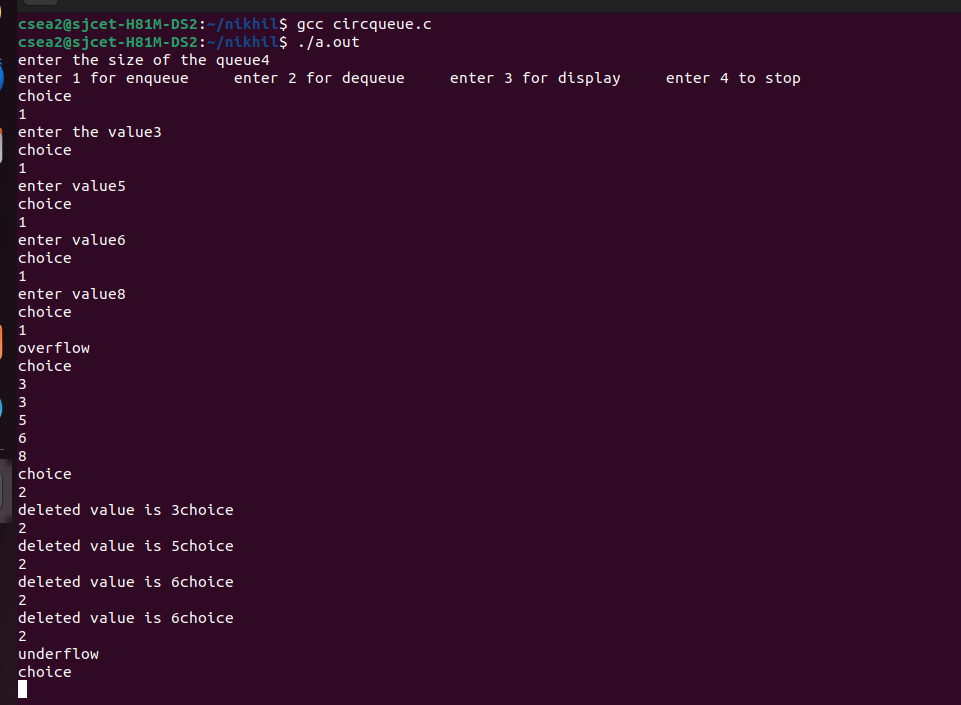 csea2@sjcet-H81M-DS2:~/nikhil$ gcc circqueue.c
csea2@sjcet-H81M-DS2:~/nikhil$ ./a.out
enter the size of the queue4
enter 1 for enqueue     enter 2 for dequeue     enter 3 for display     enter 4 to stop
choice
1
enter the value3
choice
1
enter value5
choice
1
enter value6
choice
1
enter value8
choice
1
overflow
choice
3
3
5
6
8
choice
2
deleted value is 3choice
2
deleted value is 5choice
2
deleted value is 6choice
2
deleted value is 6choice
2
underflow
choice